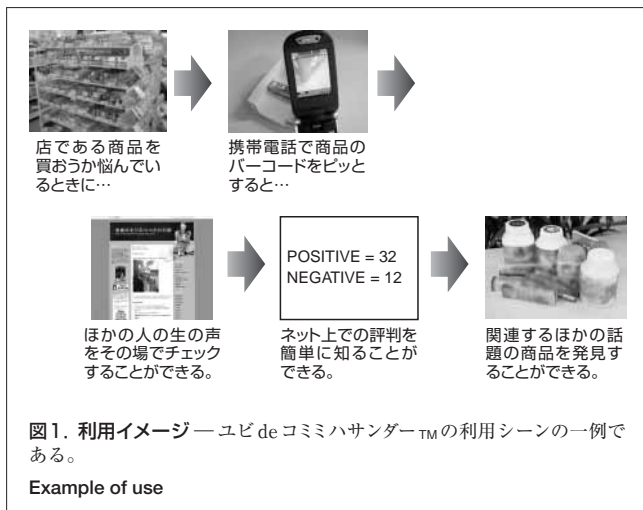 店である商品を
買おうか悩んでい
るときに…
携帯電話で商品の
バーコードをピッと
すると…
ほかの人の生の声
をその場でチェック
することができる。
POSITIVE = 32
NEGATIVE = 12
ネット上での評判を
簡単に知ることが
できる。
関連するほかの話
題の商品を発見す
ることができる。
図1. 利用イメージ — ユビ de コミミハサンダー TMの利用シーンの一例で
ある。
Example of use